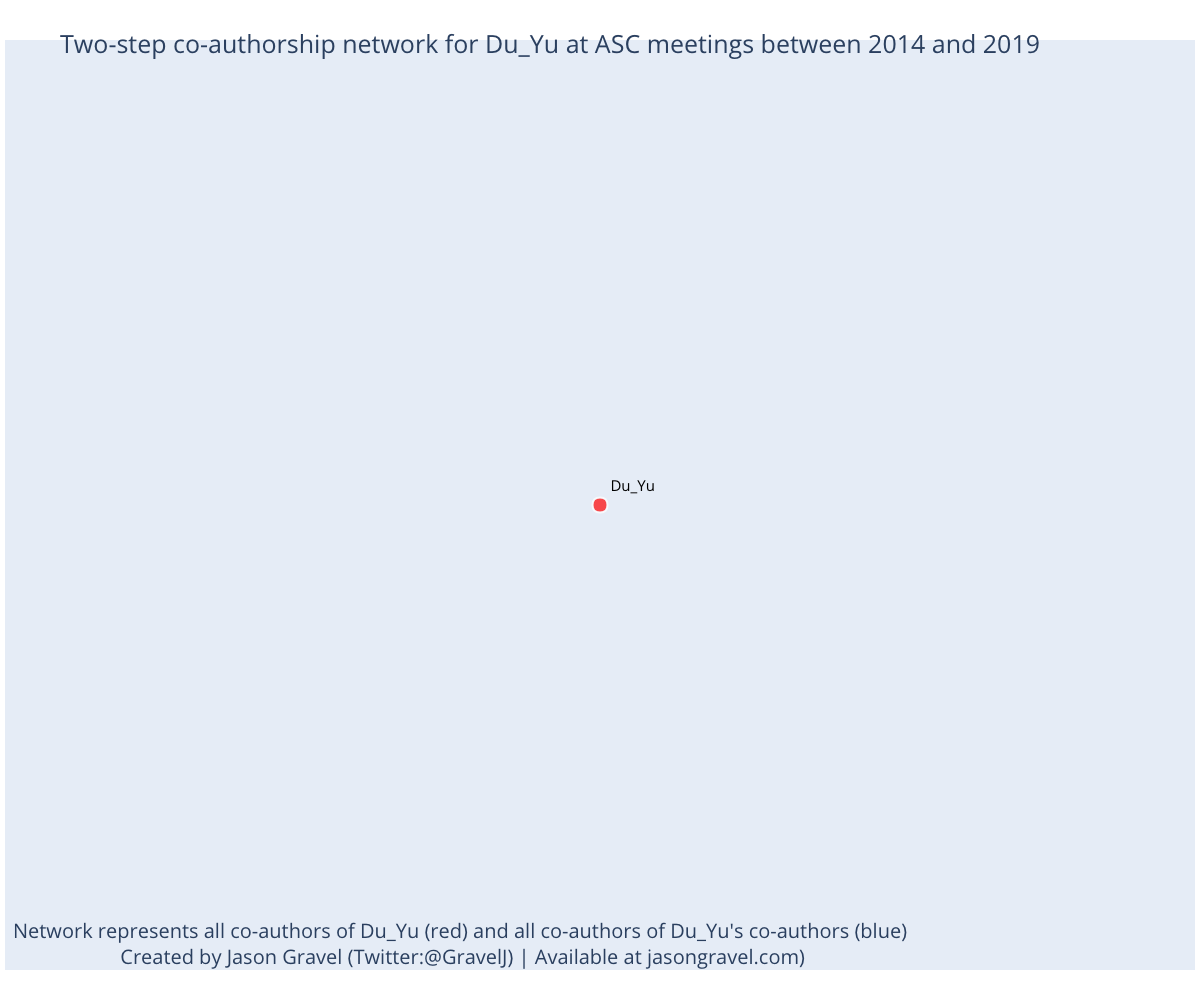 Two-step co-authorship network for Du_Yu at ASC meetings between 2014 and 2019
Du_Yu
Network represents all co-authors of Du_Yu (red) and all co-authors of Du_Yu's co-authors (blue)
Created by Jason Gravel (Twitter:@GravelJ) | Available at jasongravel.com)